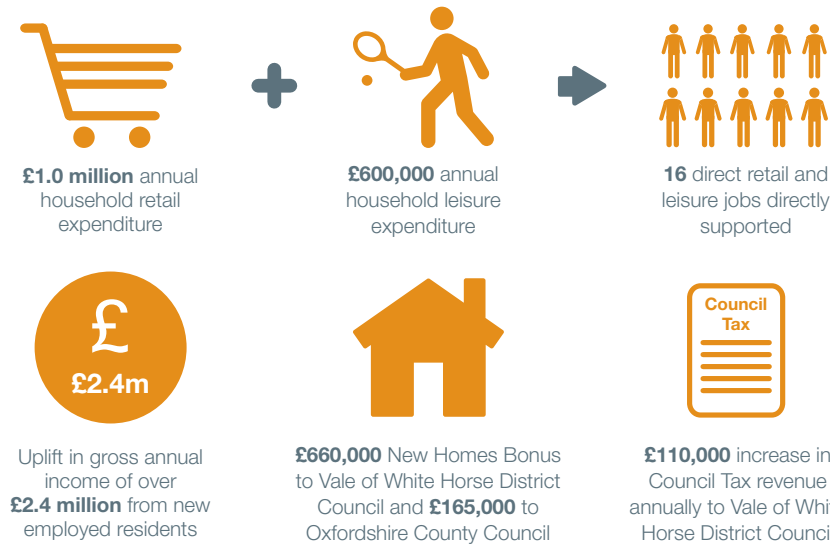 £1.0 million annual
household retail
expenditure
£600,000 annual
household leisure
expenditure
16 direct retail and
leisure jobs directly
supported
£
£2.4m
Council
Tax
Uplift in gross annual
income of over
£2.4 million from new
employed residents
£660,000 New Homes Bonus
to Vale of White Horse District
Council and £165,000 to
Oxfordshire County Council
£110,000 increase in
Council Tax revenue
annually to Vale of Whi
Horse District Counci